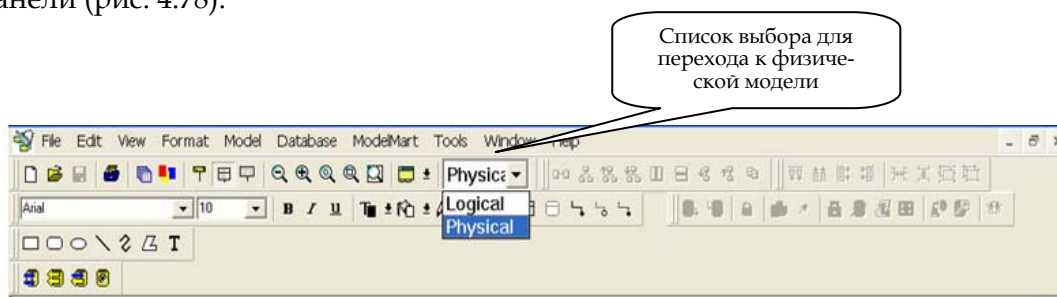 анели (рис. 4.78).
Список выбора для
перехода к физиче-
ской модели
File Edit View Format Model Database ModelMart Tools Window Help
Physica
Arial 10 B I U
Logical
Physical
T